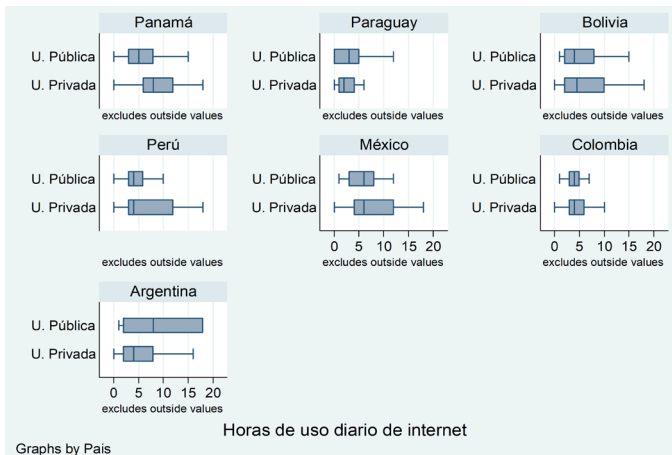 Panamá
U. Pública
U. Privada
excludes outside values
Paraguay
U. Pública
U. Privada
excludes outside values
Bolivia
U. Pública
U. Privada
excludes outside values
Perú
U. Pública
U. Privada
excludes outside values
México
U. Pública
U. Privada
0 5 10 15 20
excludes outside values
Colombia
U. Pública
U. Privada
0 5 10 15 20
excludes outside values
Argentina
U. Pública
U. Privada
0 5 10 15 20
excludes outside values
Horas de uso diario de internet
Graphs by Pais